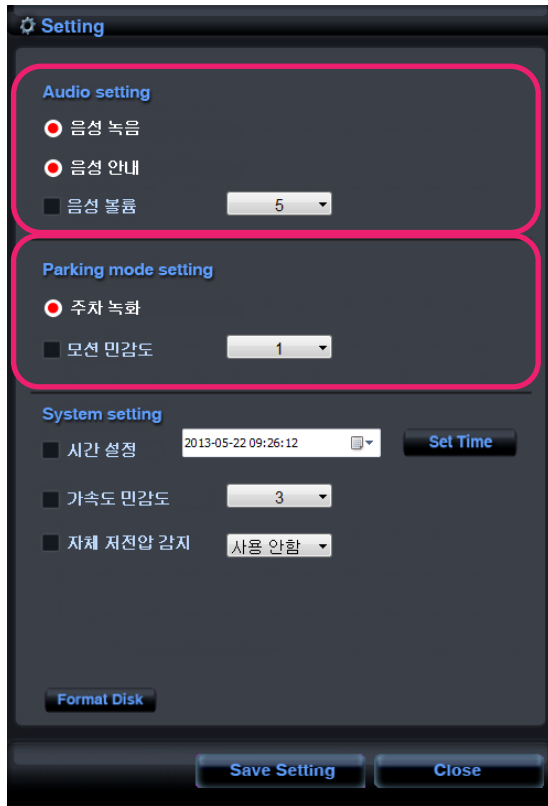 Setting
Audio setting
음성 녹음
음성 안내
음성 볼륨 5
Parking mode setting
주차 녹화
모션 민감도 1
System setting
시간 설정 2013-05-22 09:26:12 Set Time
가속도 민감도 3
자체 저전압 감지 사용 안함
Format Disk
Save Setting Close